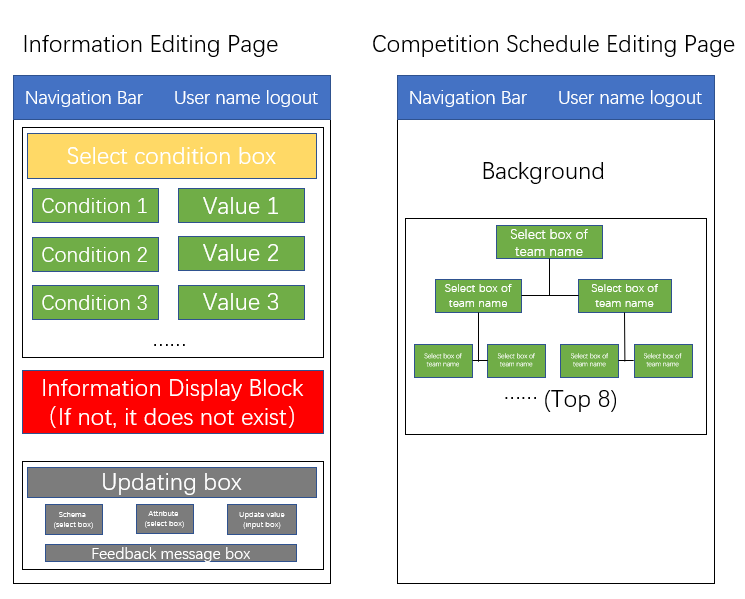 Information Editing Page
Navigation Bar
User name logout
Select condition box
Condition 1
Value 1
Condition 2
Value 2
Condition 3
Value 3
……
Information Display Block
（If not, it does not exist）
Updating box
Schema
(select box)
Attribute
(select box)
Update value
(input box)
Feedback message box
Competition Schedule Editing Page
Navigation Bar
User name logout
Background
Select box of
team name
Select box of
team name
Select box of
team name
Select box of
team name
Select box of
team name
Select box of
team name
Select box of
team name
…… (Top 8)